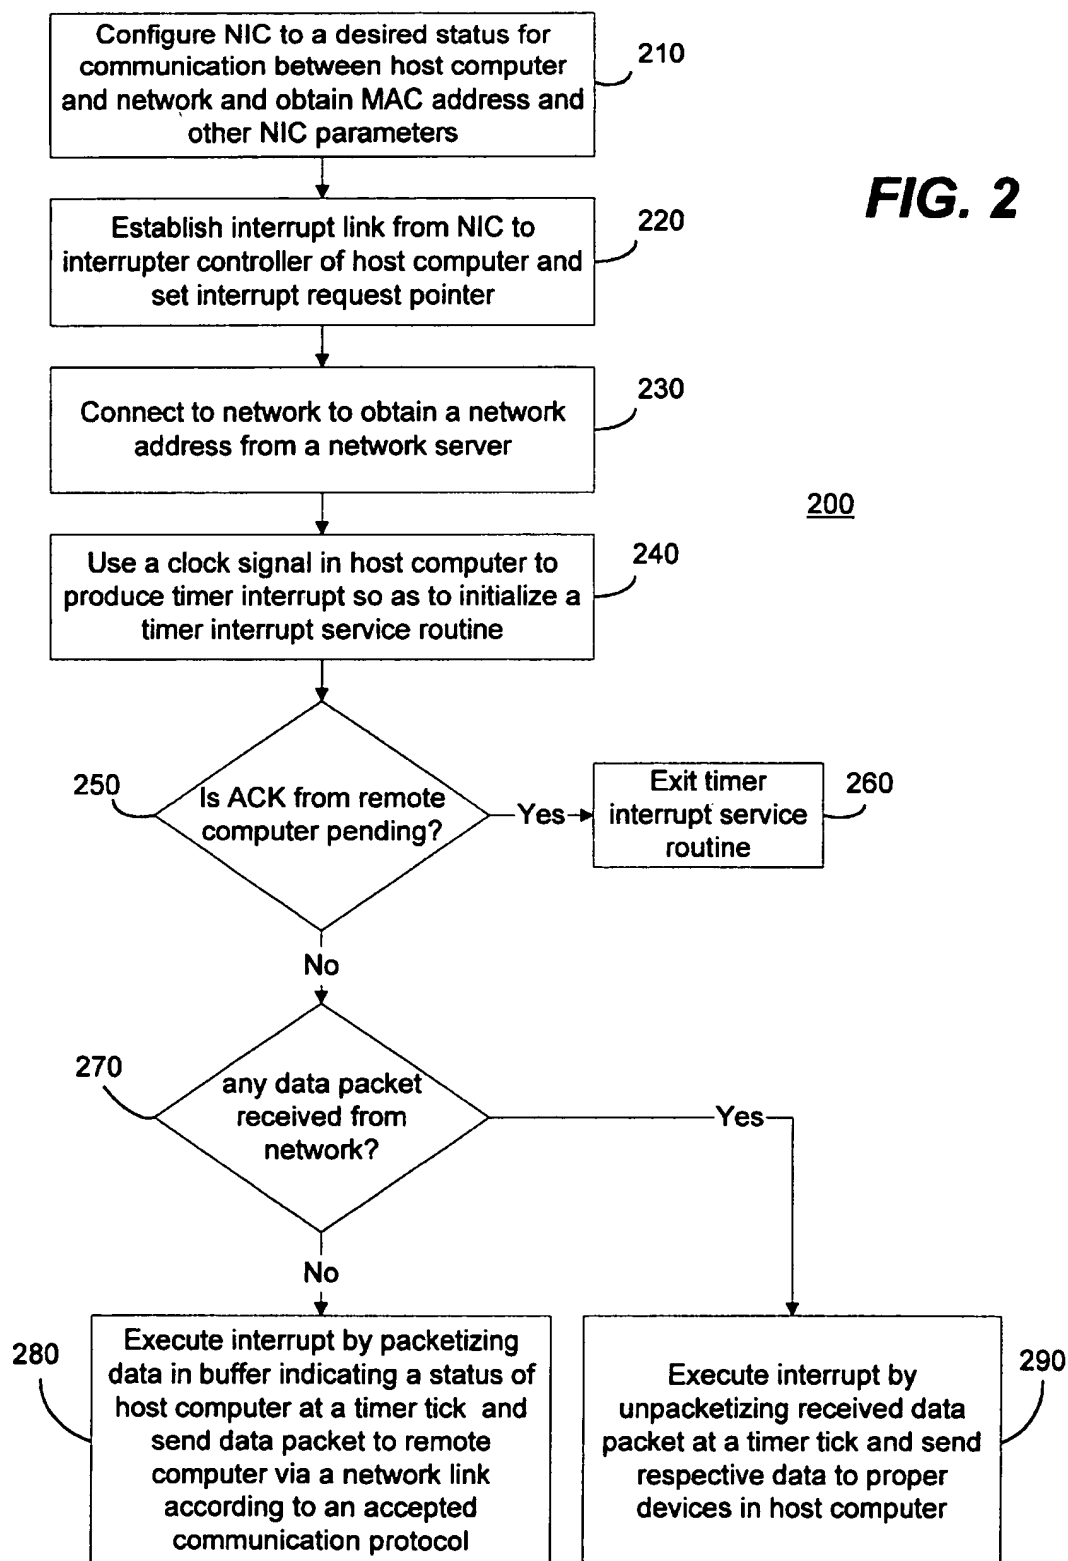 Configure NIC to a desired status for
communication between host computer
and network and obtain MAC address and
other NIC parameters
210
FIG. 2
Establish interrupt link from NIC to
interrupter controller of host computer and
set interrupt request pointer
220
Connect to network to obtain a network
address from a network server
230
200
Use a clock signal in host computer to
produce timer interrupt so as to initialize a
timer interrupt service routine
240
250
Is ACK from remote
computer pending?
Yes
Exit timer
interrupt service
routine
260
No
270
any data packet
received from
network?
Yes
No
280
Execute interrupt by packetizing
data in buffer indicating a status of
host computer at a timer tick and
send data packet to remote
computer via a network link
according to an accepted
communication protocol
Execute interrupt by
unpacketizing received data
packet at a timer tick and send
respective data to proper
devices in host computer
290